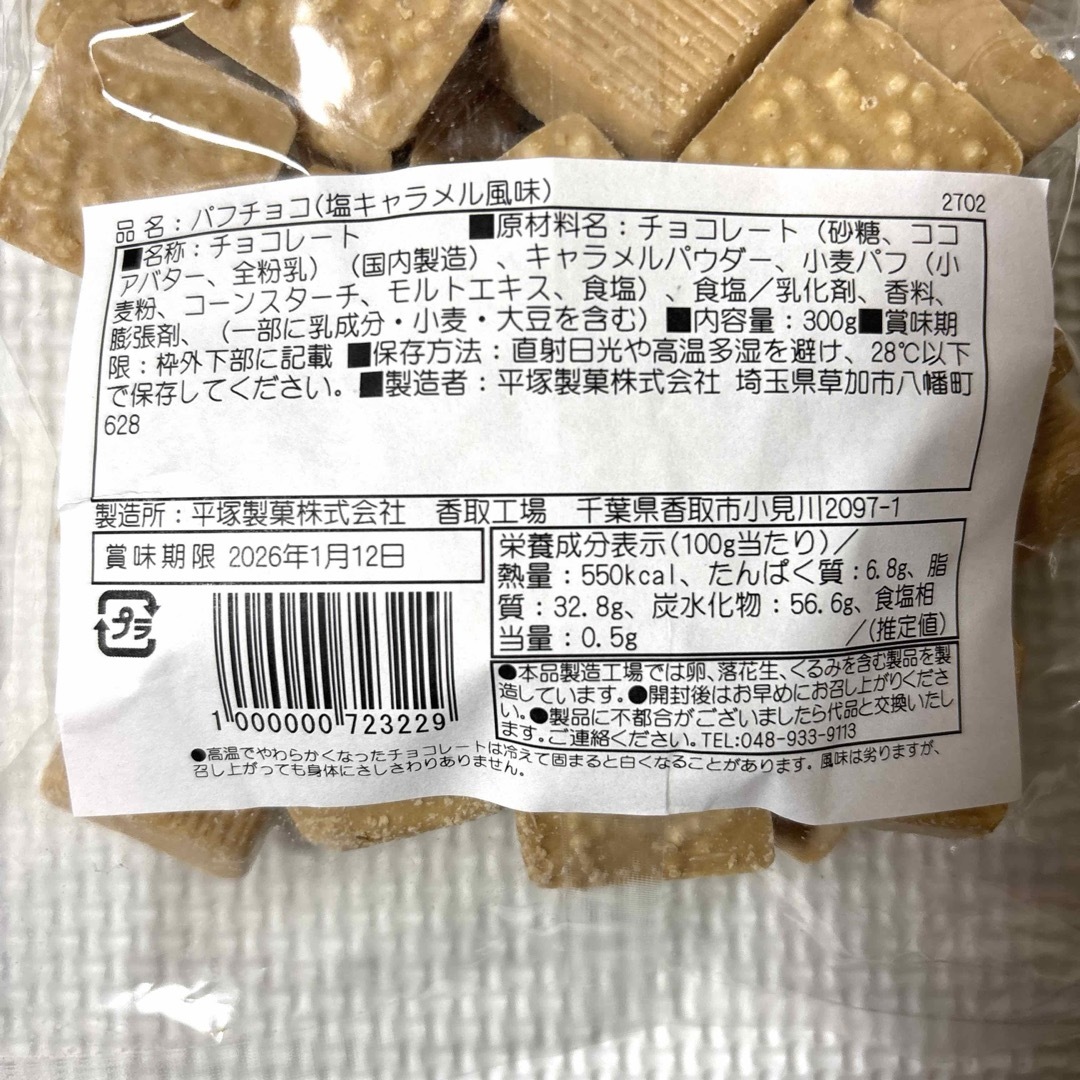 品名：パフチョコ(塩キャラメル風味)
2702
■名称：チョコレート ■原材料名：チョコレート（砂糖、ココ
アバター、全粉乳）（国内製造）、キャラメルパウダー、小麦パフ（小
麦粉、コーンスターチ、モルトエキス、食塩）、食塩／乳化剤、香料、
膨張剤、（一部に乳成分・小麦・大豆を含む）■内容量：300g■賞味期
限：枠外下部に記載 ■保存方法：直射日光や高温多湿を避け、28℃以下
で保存してください。■製造者：平塚製菓株式会社 埼玉県草加市八幡町
628
製造所：平塚製菓株式会社 香取工場 千葉県香取市小見川2097-1
賞味期限 2026年1月12日
プラ
1 000000 723229
栄養成分表示(100g当たり)／
熱量：550kcal、たんぱく質：6.8g、脂
質：32.8g、炭水化物：56.6g、食塩相
当量：0.5g ／(推定値)
●本品製造工場では卵、落花生、くるみを含む製品を製
造しています。●開封後はお早めにお召し上がりくださ
い。●製品に不都合がございましたら代品と交換いたし
ます。ご連絡ください。TEL:048-933-9113
●高温でやわらかくなったチョコレートは冷えて固まると白くなることがあります。風味は劣りますが、
召し上がっても身体にさしさわりありません。